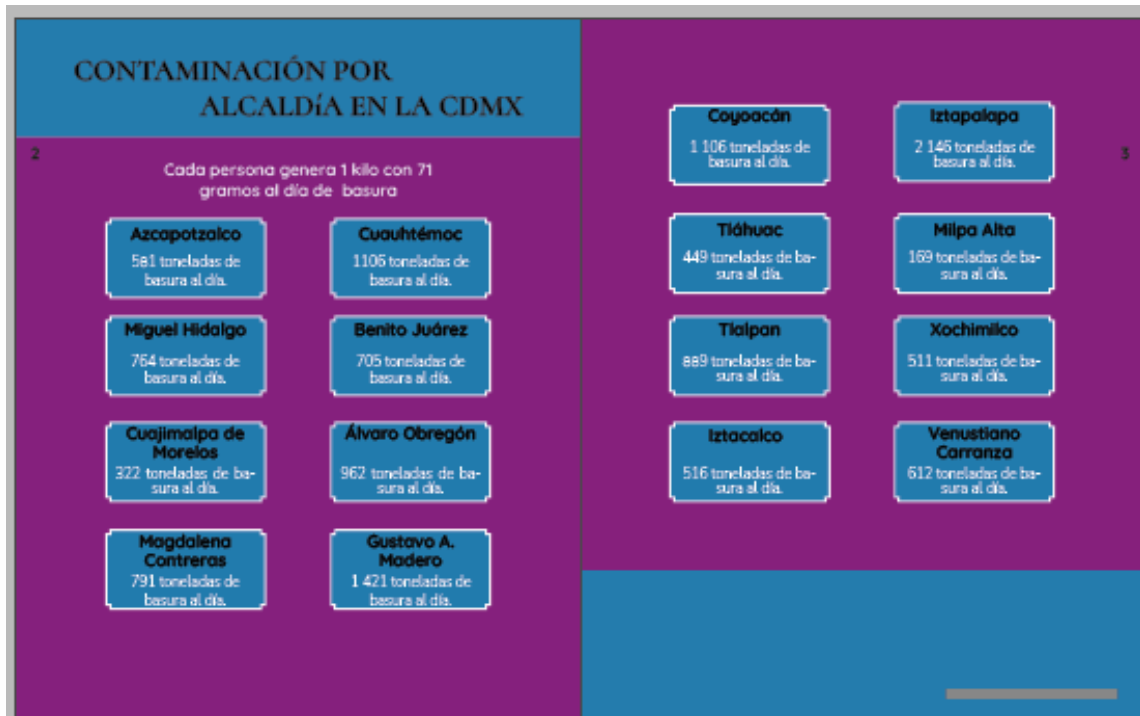 CONTAMINACIÓN POR
ALCALDíA EN LA CDMX
2
Cada persona genera 1 kilo con 71
gramos al día de basura
Azcapotzalco
581 toneladas de
basura al día.
Cuauhtémoc
1106 toneladas de
basura al día.
Miguel Hidalgo
764 toneladas de
basura al día.
Benito Juárez
705 toneladas de
basura al día.
Cuajimalpa de
Morelos
322 toneladas de ba-
sura al día.
Álvaro Obregón
962 toneladas de ba-
sura al día.
Magdalena
Contreras
791 toneladas de
basura al día.
Gustavo A.
Madero
1 421 toneladas de
basura al día.
3
Coyoacán
1 106 toneladas de
basura al día.
Iztapalapa
2 146 toneladas de
basura al día.
Tláhuac
449 toneladas de ba-
sura al día.
Milpa Alta
169 toneladas de ba-
sura al día.
Tlalpan
889 toneladas de ba-
sura al día.
Xochimilco
511 toneladas de ba-
sura al día.
Iztacalco
516 toneladas de ba-
sura al día.
Venustiano
Carranza
612 toneladas de ba-
sura al día.